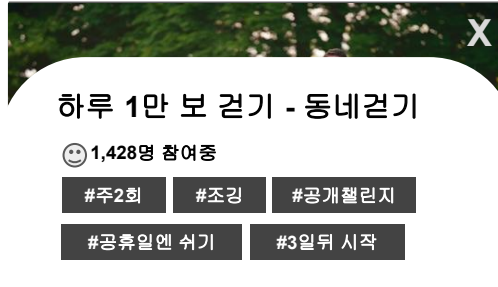 X
하루 1만 보 걷기 - 동네걷기
1,428명 참여중
#주2회 #조깅 #공개챌린지
#공휴일엔 쉬기 #3일뒤 시작